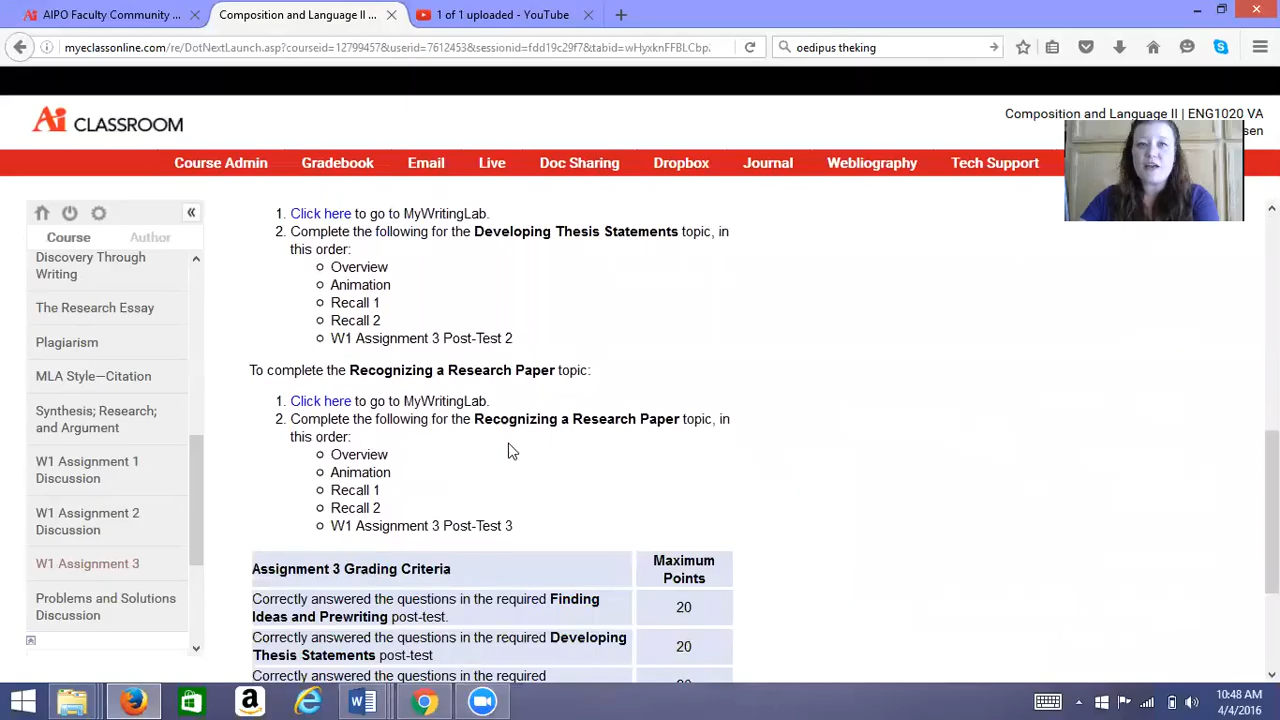 AIPO Faculty Community ...
Composition and Language II ...
1 of 1 uploaded - YouTube
myeclassonline.com/re/DotNextLaunch.asp?courseid=12799457&userid=7612453&sessionid=fdd19c29f7&tabid=wHyxknFFBLCbp.
oedipus theking
Ai CLASSROOM
Composition and Language II | ENG1020 VA
sen
Course Admin Gradebook Email Live Doc Sharing Dropbox Journal Webliography Tech Support
Course Author
Discovery Through
Writing
The Research Essay
Plagiarism
MLA Style—Citation
Synthesis; Research;
and Argument
W1 Assignment 1
Discussion
W1 Assignment 2
Discussion
W1 Assignment 3
Problems and Solutions
Discussion
1. Click here to go to MyWritingLab.
2. Complete the following for the Developing Thesis Statements topic, in
this order:
Overview
Animation
Recall 1
Recall 2
W1 Assignment 3 Post-Test 2
To complete the Recognizing a Research Paper topic:
1. Click here to go to MyWritingLab.
2. Complete the following for the Recognizing a Research Paper topic, in
this order:
Overview
Animation
Recall 1
Recall 2
W1 Assignment 3 Post-Test 3
Assignment 3 Grading Criteria
Maximum
Points
Correctly answered the questions in the required Finding
Ideas and Prewriting post-test.
20
Correctly answered the questions in the required Developing
Thesis Statements post-test
20
Correctly answered the questions in the required
10:48 AM
4/4/2016